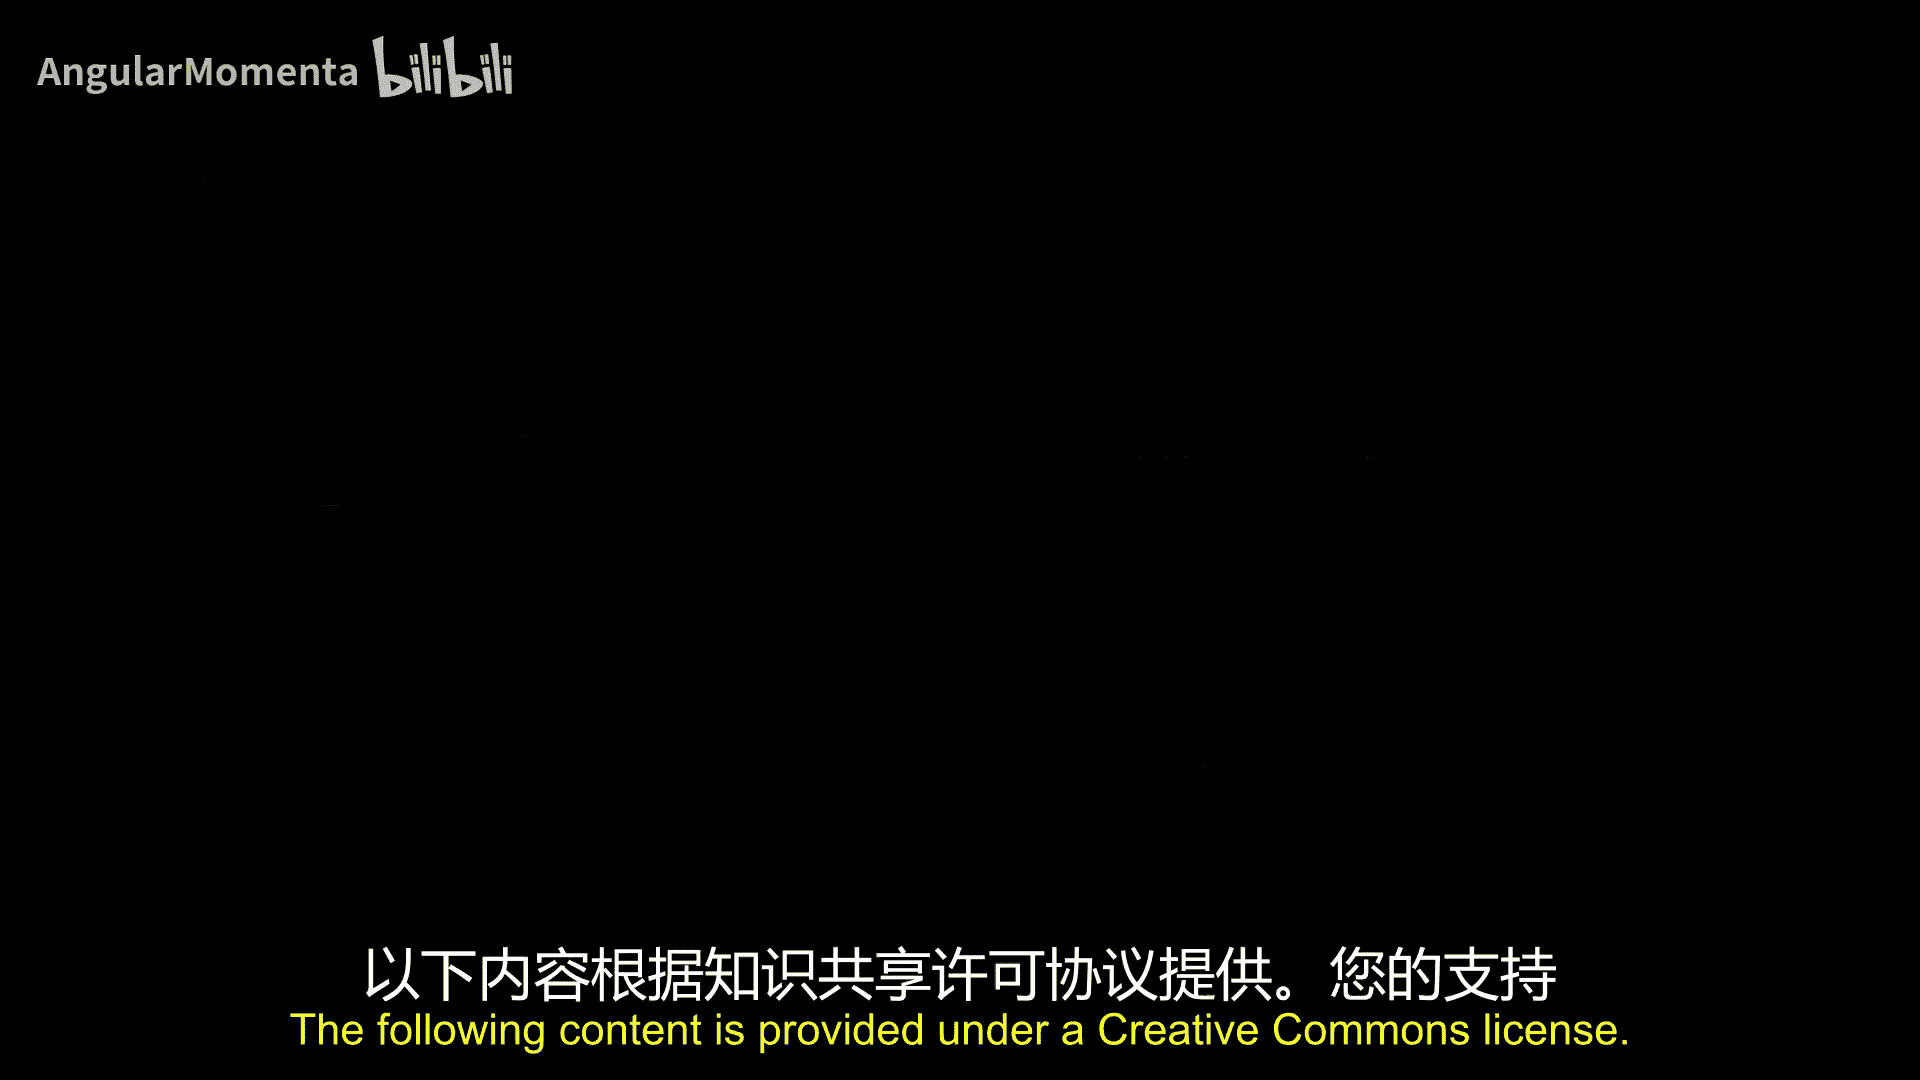 AngularMomenta bilibili
以下内容根据知识共享许可协议提供。您的支持
The following content is provided under a Creative Commons license.